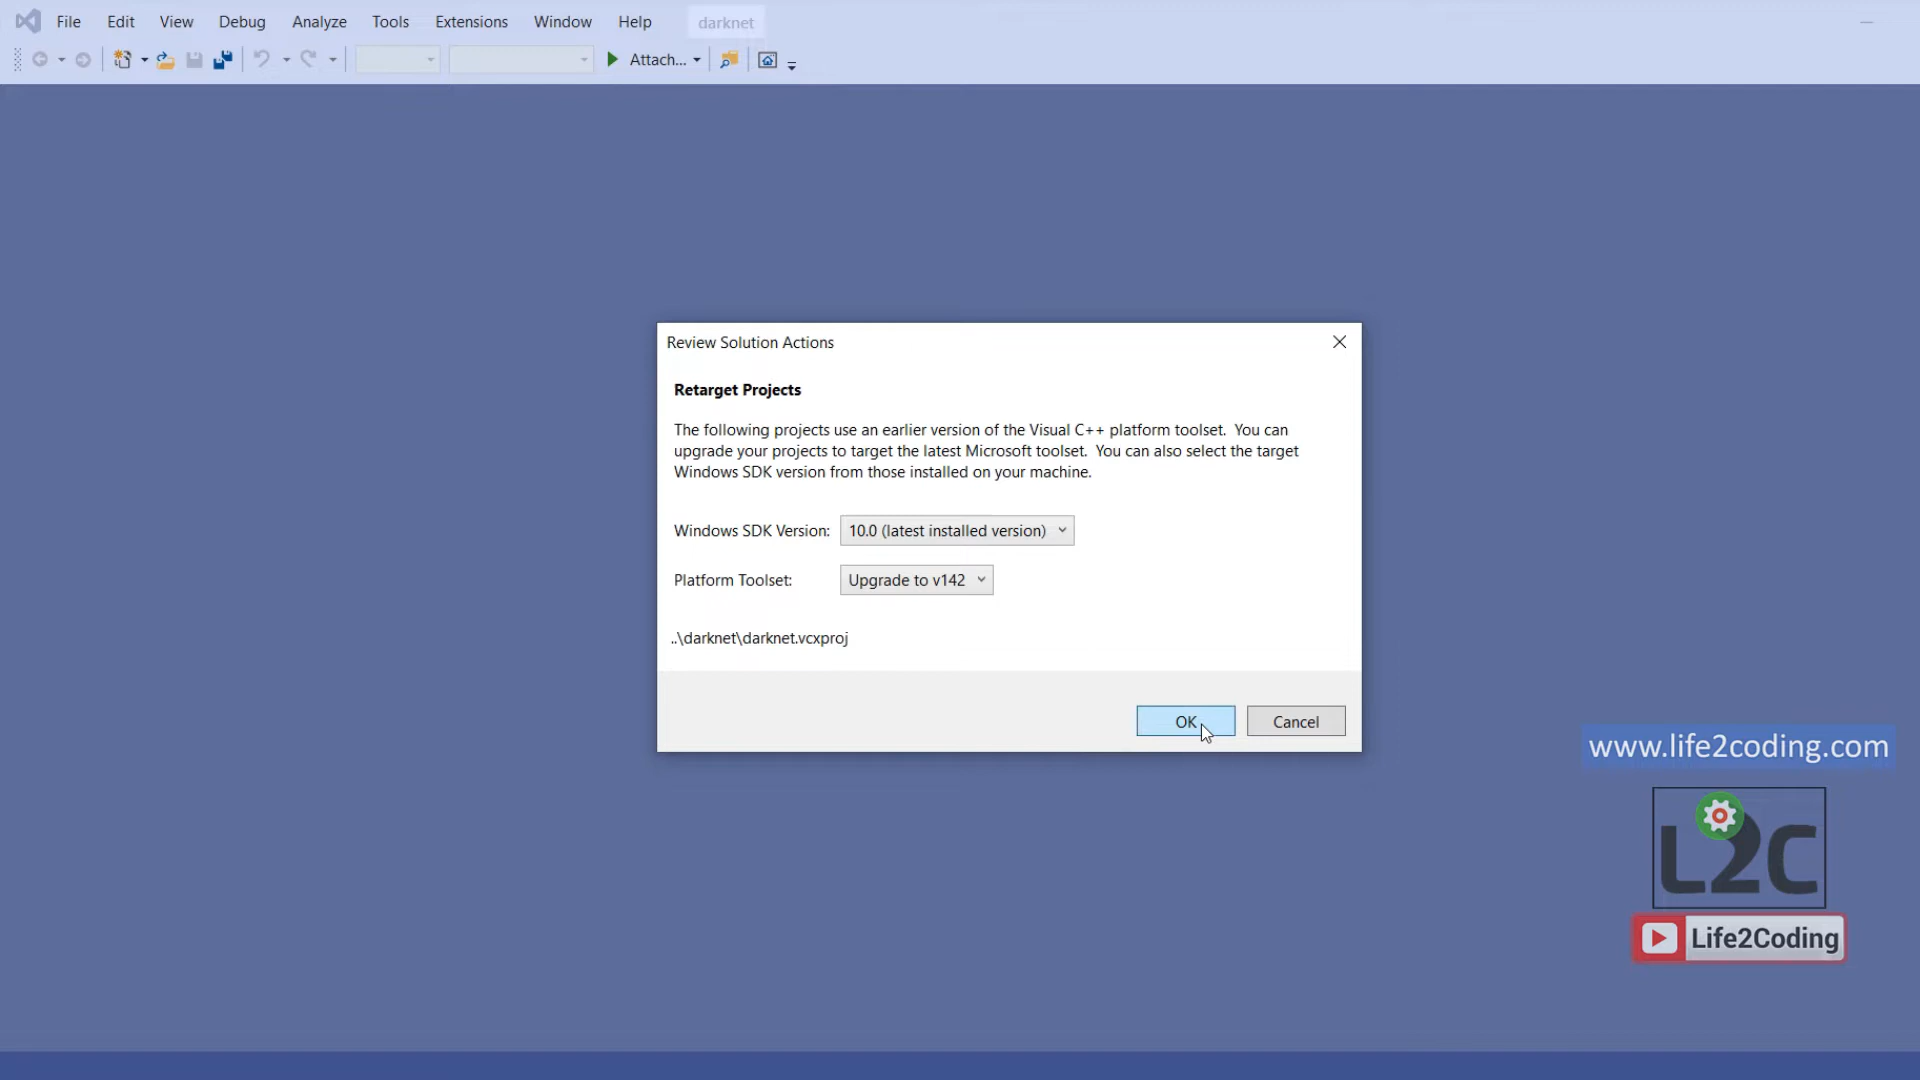 File Edit View Debug Analyze Tools Extensions Window Help darknet
Attach...
Review Solution Actions
Retarget Projects
The following projects use an earlier version of the Visual C++ platform toolset.  You can
upgrade your projects to target the latest Microsoft toolset.  You can also select the target
Windows SDK version from those installed on your machine.
Windows SDK Version: 10.0 (latest installed version)
Platform Toolset: Upgrade to v142
..\darknet\darknet.vcxproj
OK Cancel
www.life2coding.com
L2C
Life2Coding